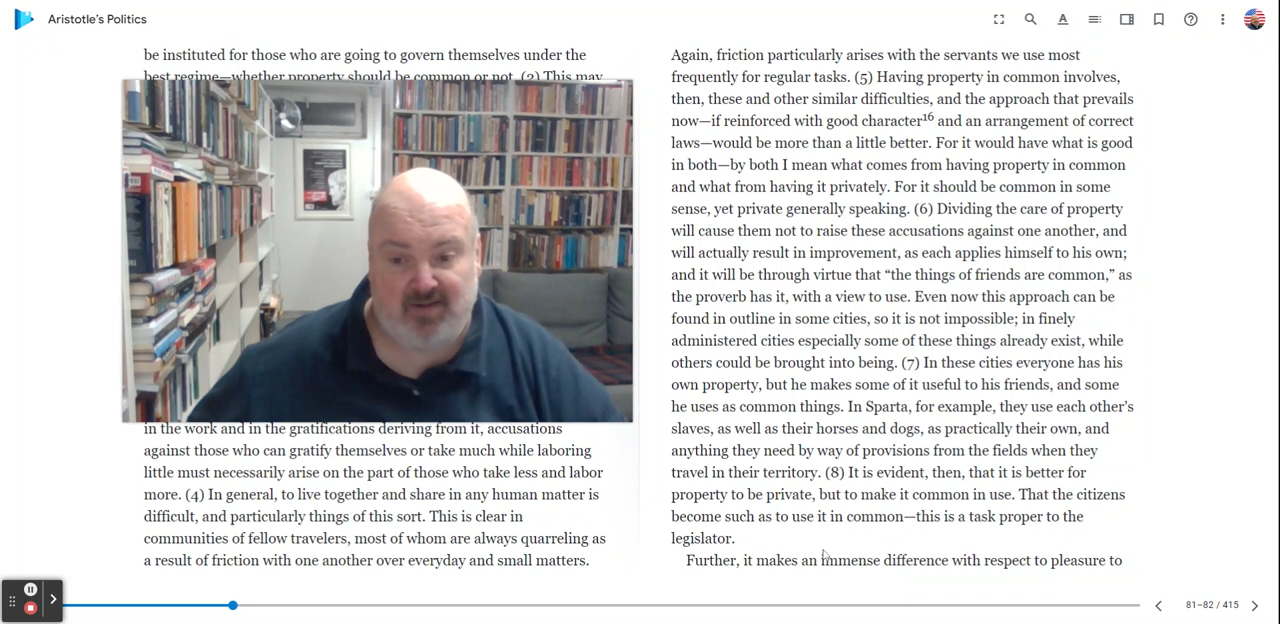 Aristotle's Politics
be instituted for those who are going to govern themselves under the
best regime—whether property should be common or not. (2) This may
in the work and in the gratifications deriving from it, accusations
against those who can gratify themselves or take much while laboring
little must necessarily arise on the part of those who take less and labor
more. (4) In general, to live together and share in any human matter is
difficult, and particularly things of this sort. This is clear in
communities of fellow travelers, most of whom are always quarreling as
a result of friction with one another over everyday and small matters.
Again, friction particularly arises with the servants we use most
frequently for regular tasks. (5) Having property in common involves,
then, these and other similar difficulties, and the approach that prevails
now—if reinforced with good character16 and an arrangement of correct
laws—would be more than a little better. For it would have what is good
in both—by both I mean what comes from having property in common
and what from having it privately. For it should be common in some
sense, yet private generally speaking. (6) Dividing the care of property
will cause them not to raise these accusations against one another, and
will actually result in improvement, as each applies himself to his own;
and it will be through virtue that “the things of friends are common,” as
the proverb has it, with a view to use. Even now this approach can be
found in outline in some cities, so it is not impossible; in finely
administered cities especially some of these things already exist, while
others could be brought into being. (7) In these cities everyone has his
own property, but he makes some of it useful to his friends, and some
he uses as common things. In Sparta, for example, they use each other’s
slaves, as well as their horses and dogs, as practically their own, and
anything they need by way of provisions from the fields when they
travel in their territory. (8) It is evident, then, that it is better for
property to be private, but to make it common in use. That the citizens
become such as to use it in common—this is a task proper to the
legislator.
Further, it makes an immense difference with respect to pleasure to
81–82 / 415